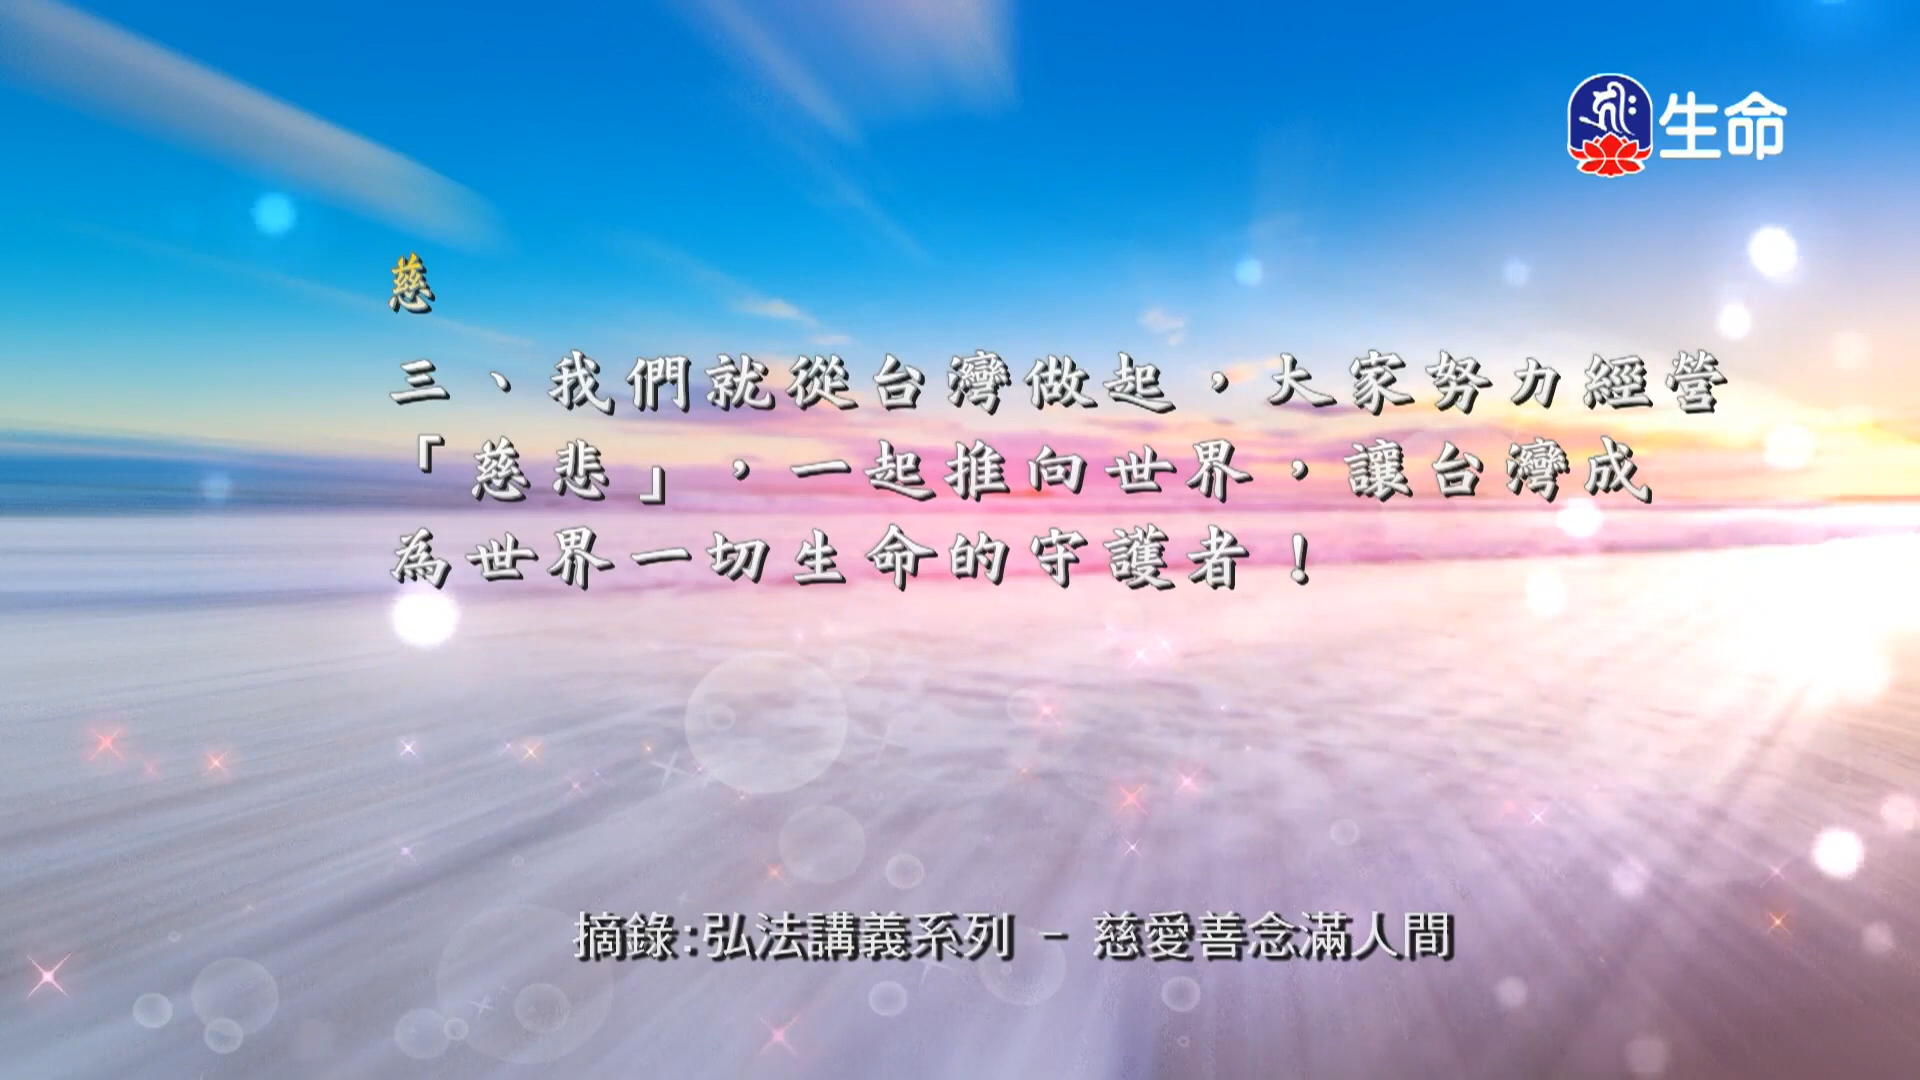 生命
慈
三、我們就從台灣做起，大家努力經營
「慈悲」，一起推向世界，讓台灣成
為世界一切生命的守護者！
摘錄:弘法講義系列 - 慈愛善念滿人間